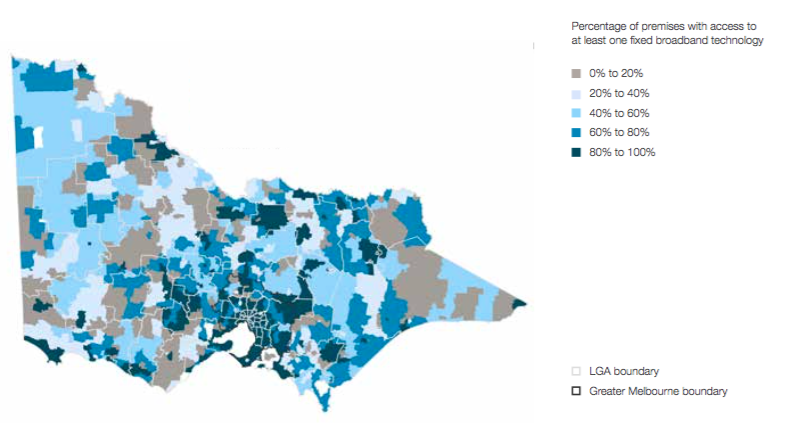 Percentage of premises with access to
at least one fixed broadband technology
0% to 20%
20% to 40%
40% to 60%
60% to 80%
80% to 100%
LGA boundary
Greater Melbourne boundary